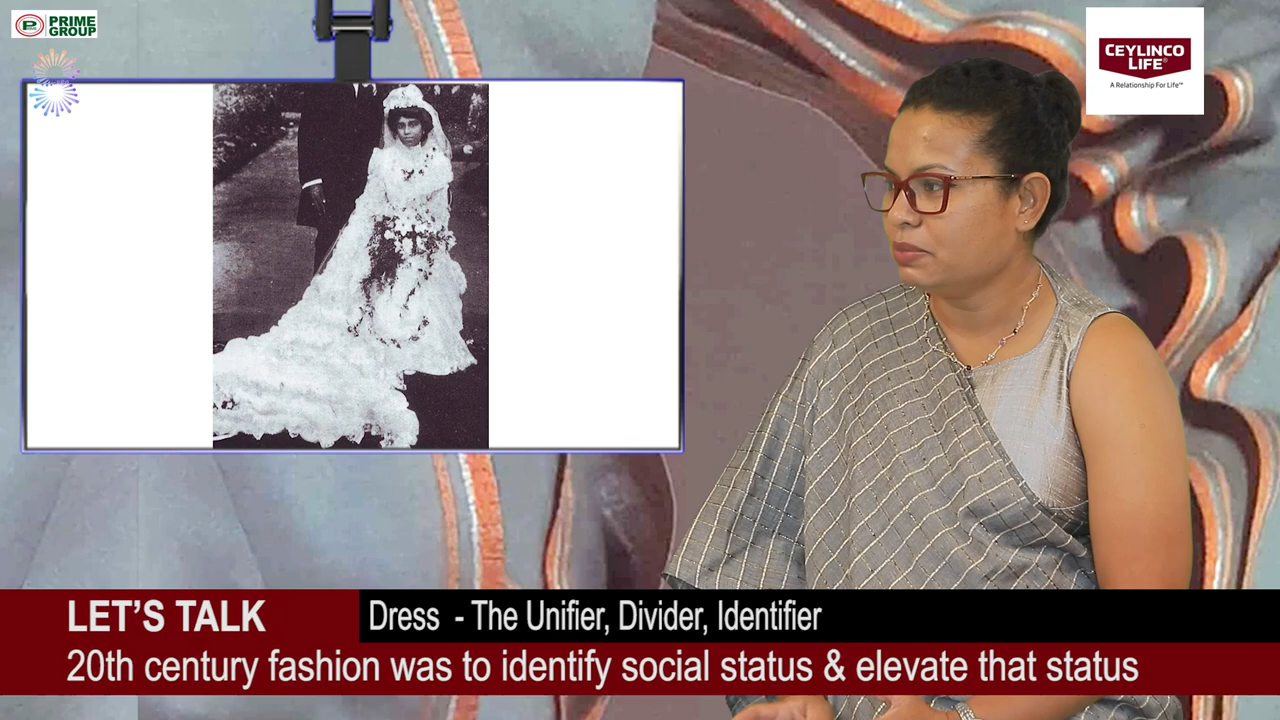 PRIME
GROUP
CEYLINCO
LIFE®
A Relationship For Life™
LET’S TALK
Dress - The Unifier, Divider, Identifier
20th century fashion was to identify social status & elevate that status